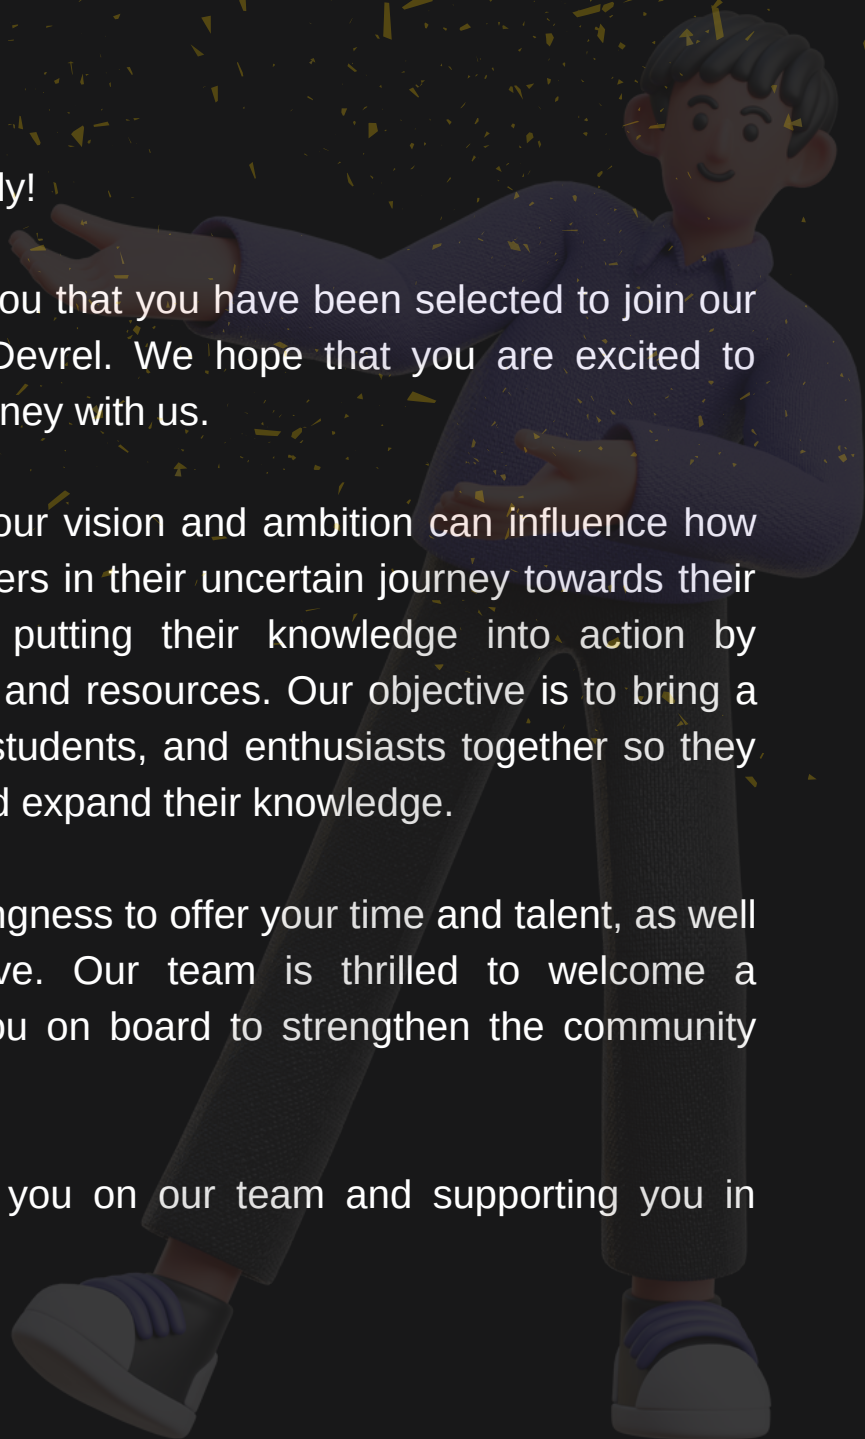 ly!
ou that you have been selected to join our
Devrel. We hope that you are excited to
ney with us.
our vision and ambition can influence how
ers in their uncertain journey towards their
putting their knowledge into action by
and resources. Our objective is to bring a
students, and enthusiasts together so they
d expand their knowledge.
ngness to offer your time and talent, as well
ve. Our team is thrilled to welcome a
ou on board to strengthen the community
you on our team and supporting you in